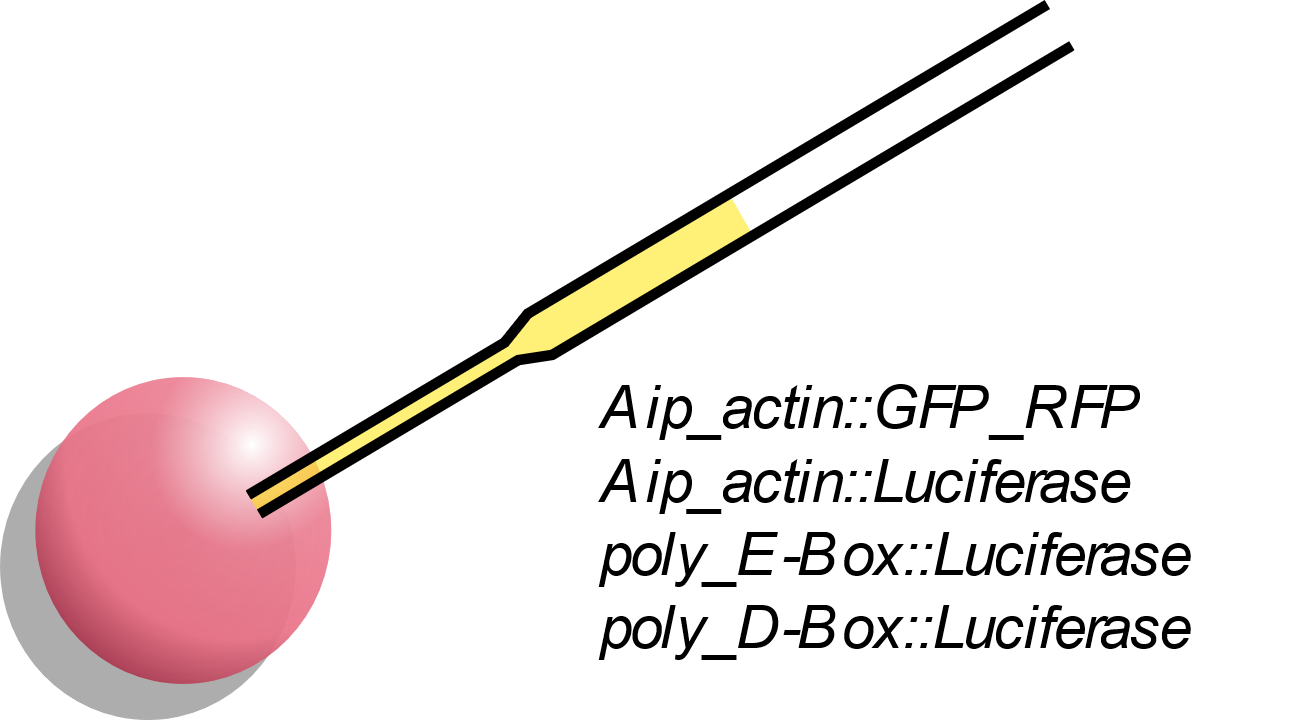 Aip_actin::GFP_RFP
Aip_actin::Luciferase
poly_E-Box::Luciferase
poly_D-Box::Luciferase